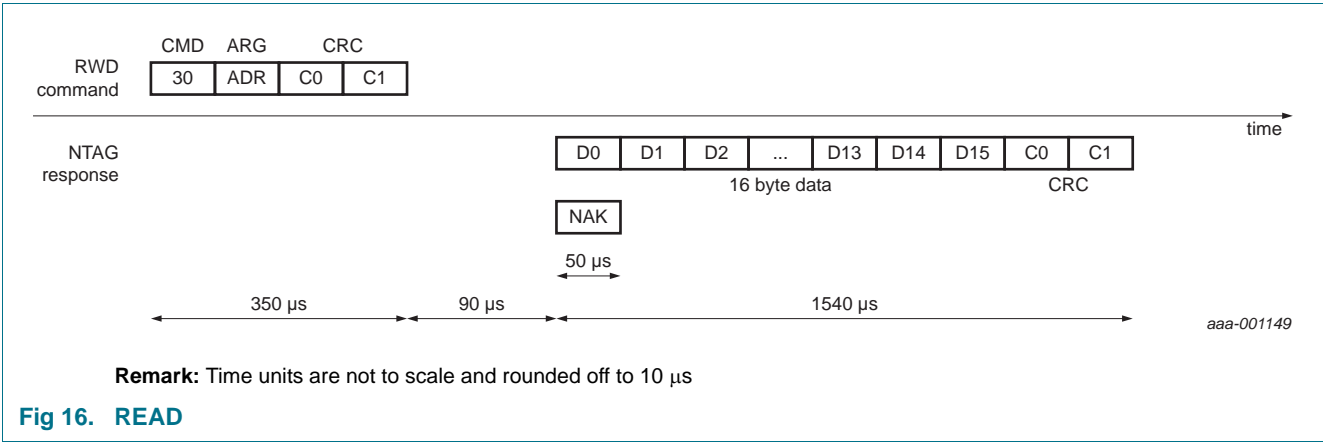 CMD ARG CRC
RWD
command
30 ADR C0 C1
time
NTAG
response
D0 D1 D2 ... D13 D14 D15 C0 C1
16 byte data CRC
NAK
50 μs
350 μs 90 μs 1540 μs
aaa-001149
Remark: Time units are not to scale and rounded off to 10 μs
Fig 16. READ